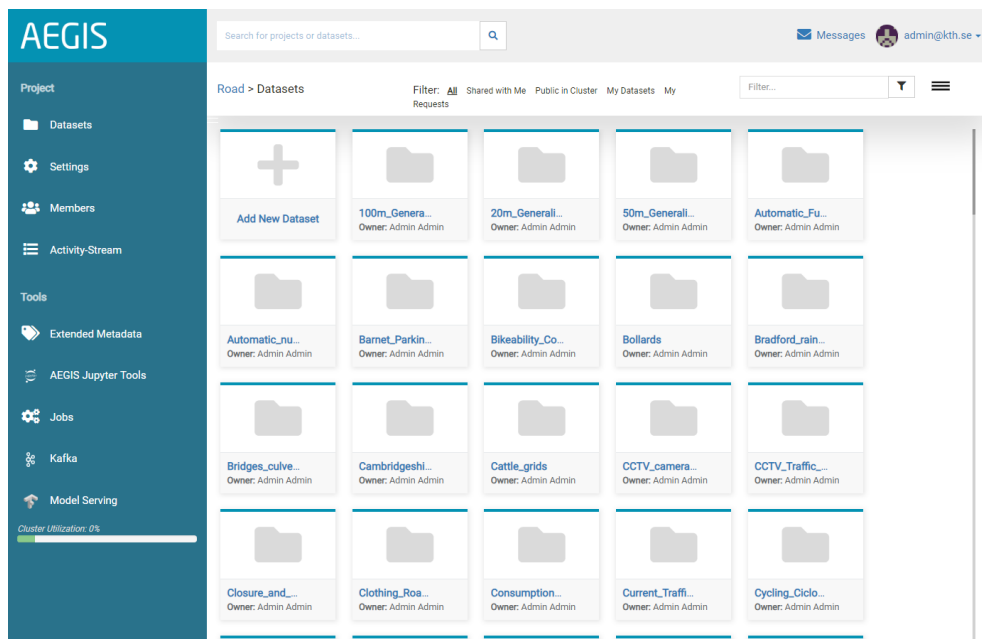 AEGIS
Search for projects or datasets...
Messages
admin@kth.se
Project
Datasets
Settings
Members
Activity-Stream
Tools
Extended Metadata
AEGIS Jupyter Tools
Jobs
Kafka
Model Serving
Cluster Utilization: 0%
Road > Datasets
Filter: All Shared with Me Public in Cluster My Datasets My
Requests
Filter...
Add New Dataset
100m_Genera...
Owner: Admin Admin
20m_Generali...
Owner: Admin Admin
50m_Generali...
Owner: Admin Admin
Automatic_Fu...
Owner: Admin Admin
Automatic_nu...
Owner: Admin Admin
Barnet_Parkin...
Owner: Admin Admin
Bikeability_Co...
Owner: Admin Admin
Bollards
Owner: Admin Admin
Bradford_rain...
Owner: Admin Admin
Bridges_culve...
Owner: Admin Admin
Cambridgeshi...
Owner: Admin Admin
Cattle_grids
Owner: Admin Admin
CCTV_camera...
Owner: Admin Admin
CCTV_Traffic_...
Owner: Admin Admin
Closure_and_...
Owner: Admin Admin
Clothing_Roa...
Owner: Admin Admin
Consumption...
Owner: Admin Admin
Current_Traffi...
Owner: Admin Admin
Cycling_Ciclo...
Owner: Admin Admin